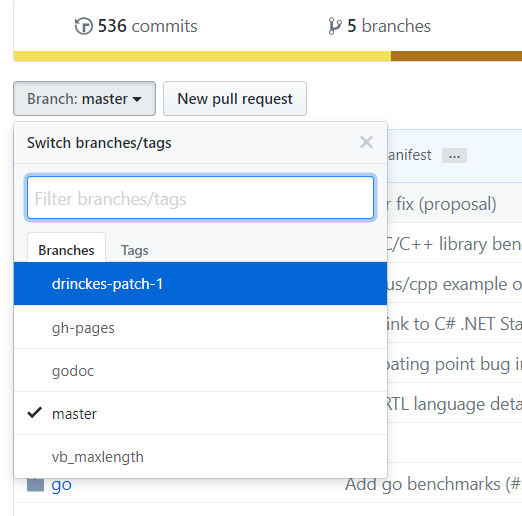 536 commits
5 branches
Branch: master
New pull request
Switch branches/tags
anifest ...
Filter branches/tags
r fix (proposal)
Branches
Tags
C/C++ library ben
drinckes-patch-1
us/cpp example o
gh-pages
ink to C# .NET Sta
godoc
oating point bug in
master
RTL language deta
vb_maxlength
go
Add go benchmarks (#